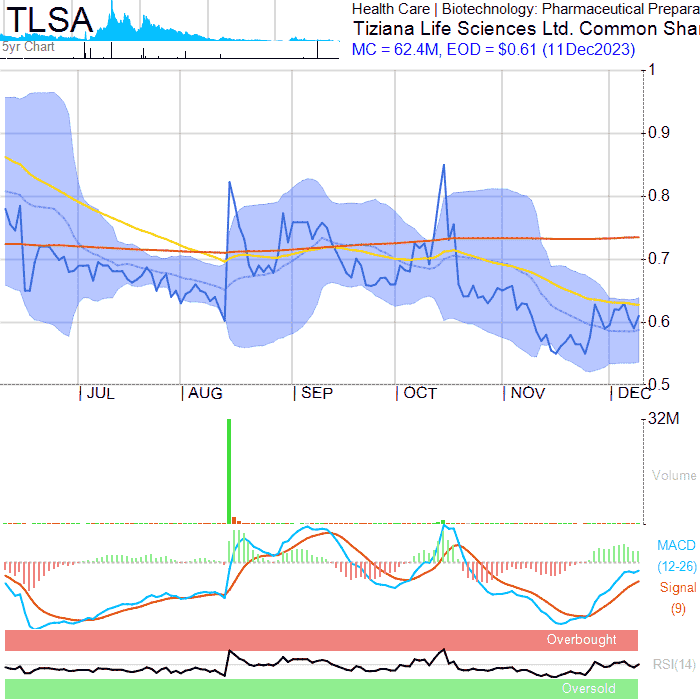 TLSA
5yr Chart
Health Care | Biotechnology: Pharmaceutical Prepara
Tiziana Life Sciences Ltd. Common Shar
MC = 62.4M, EOD = $0.61 (11Dec2023)
1
0.9
0.8
0.7
0.6
0.5
JUL AUG SEP OCT NOV DEC
32M
Volume
MACD
(12-26)
Signal
(9)
Overbought
RSI(14)
Oversold